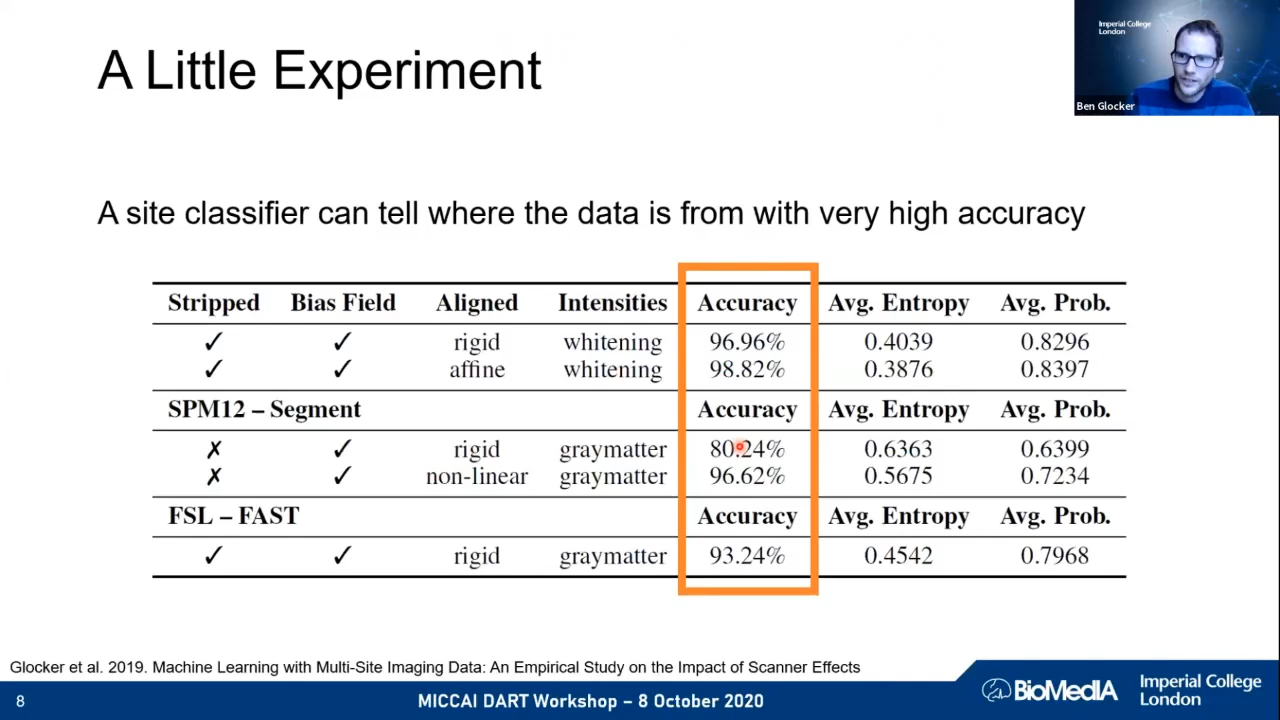 A Little Experiment
Imperial College
London
Ben Glocker
A site classifier can tell where the data is from with very high accuracy
Stripped Bias Field Aligned Intensities Accuracy Avg. Entropy Avg. Prob.
✓ ✓ rigid whitening 96.96% 0.4039 0.8296
✓ ✓ affine whitening 98.82% 0.3876 0.8397
SPM12 – Segment Accuracy Avg. Entropy Avg. Prob.
✗ ✓ rigid graymatter 80.24% 0.6363 0.6399
✗ ✓ non-linear graymatter 96.62% 0.5675 0.7234
FSL – FAST Accuracy Avg. Entropy Avg. Prob.
✓ ✓ rigid graymatter 93.24% 0.4542 0.7968
Glocker et al. 2019. Machine Learning with Multi-Site Imaging Data: An Empirical Study on the Impact of Scanner Effects
8
MICCAI DART Workshop – 8 October 2020
BioMedIA
Imperial College
London